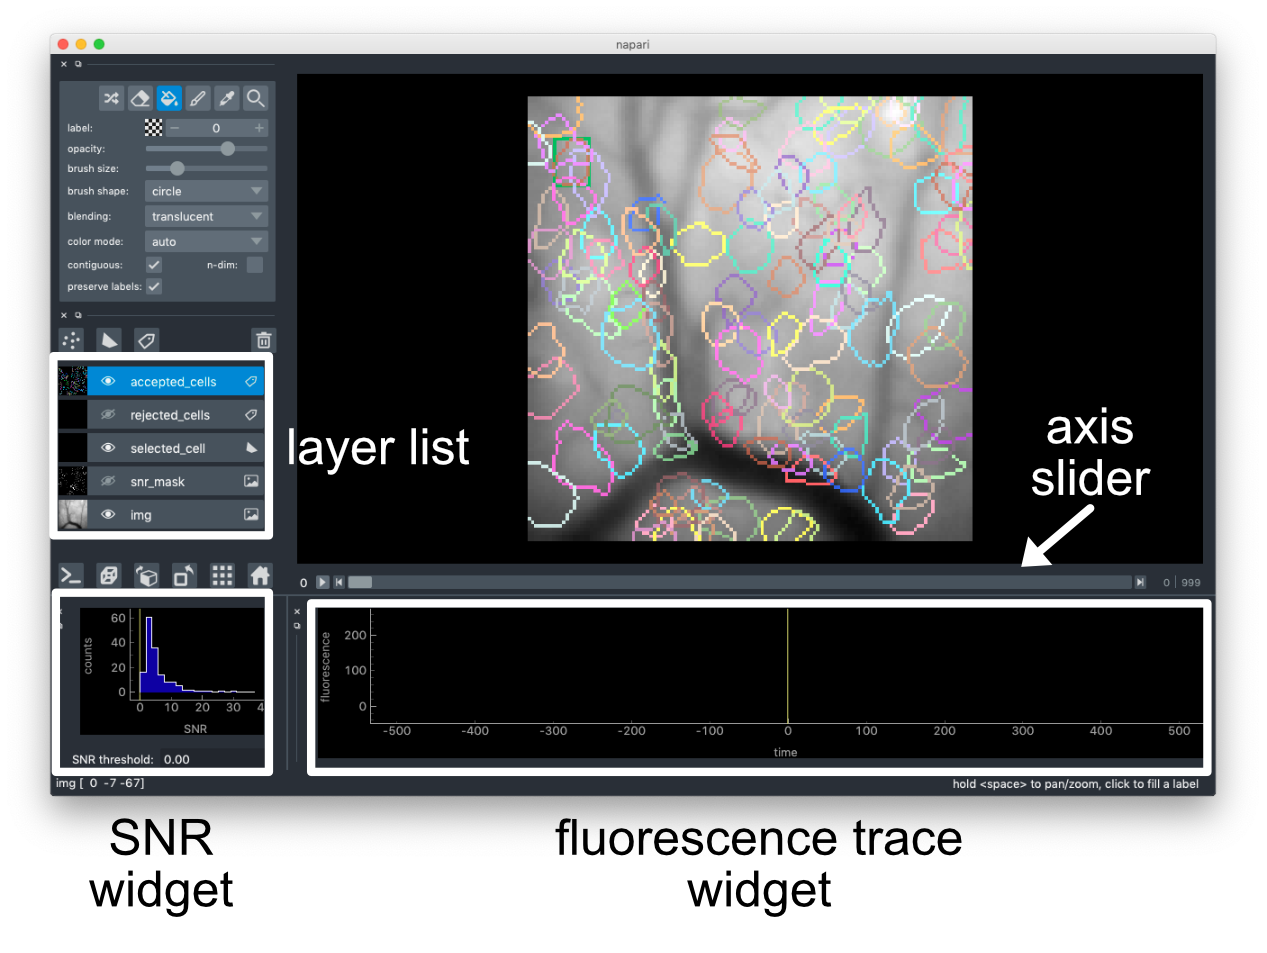 napari
label: 0
opacity:
brush size:
brush shape: circle
blending: translucent
color mode: auto
contiguous: n-dim:
preserve labels:
accepted_cells
rejected_cells
selected_cell
snr_mask
img
layer list
axis
slider
0
0 | 999
60
40
20
0
counts
0 10 20 30
SNR
SNR threshold: 0.00
200
100
0
fluorescence
-500 -400 -300 -200 -100 0 100 200 300 400 500
time
img [ 0 -7 -67]
hold <space> to pan/zoom, click to fill a label
SNR
widget
fluorescence trace
widget